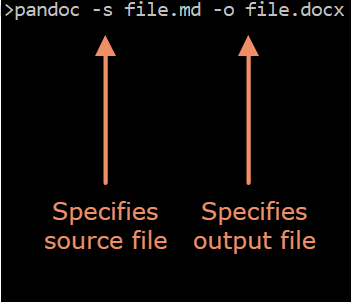 >pandoc -s file.md -o file.docx
Specifies
source file
Specifies
output file